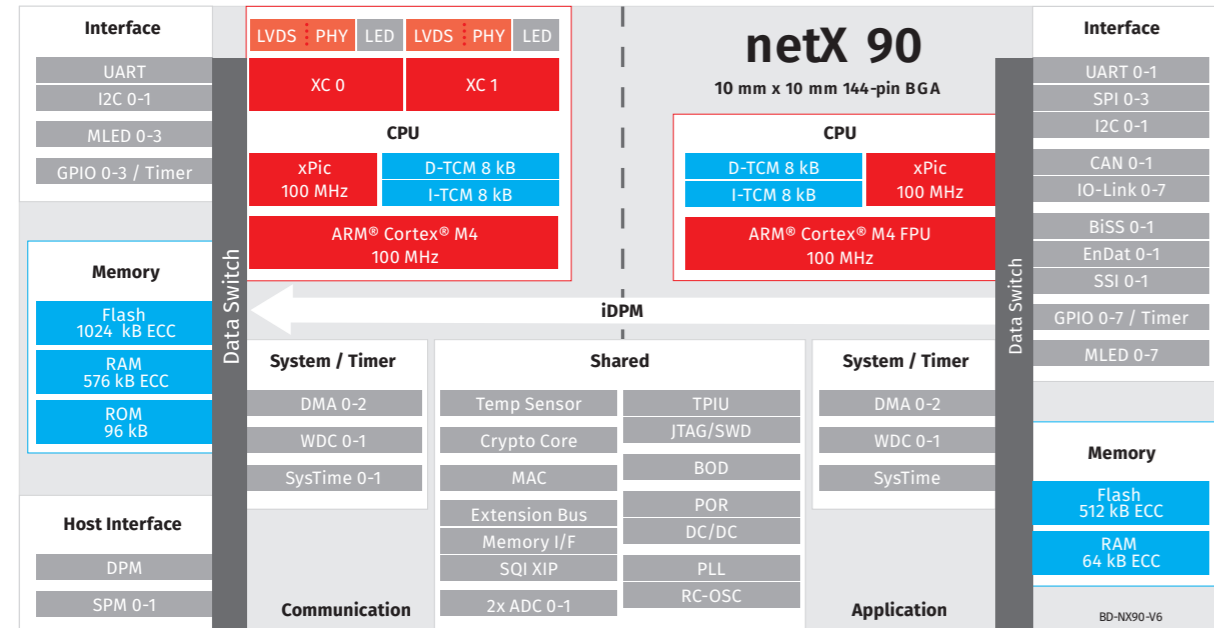 Interface
UART
I2C 0-1
MLED 0-3
GPIO 0-3 / Timer
Memory
Flash
1024 kB ECC
RAM
576 kB ECC
ROM
96 kB
Host Interface
DPM
SPM 0-1
Data Switch
LVDS PHY LED LVDS PHY LED
XC 0 XC 1
CPU
xPic
100 MHz
D-TCM 8 kB
I-TCM 8 kB
ARM® Cortex® M4
100 MHz
netX 90
10 mm x 10 mm 144-pin BGA
CPU
D-TCM 8 kB
I-TCM 8 kB
xPic
100 MHz
ARM® Cortex® M4 FPU
100 MHz
iDPM
System / Timer
DMA 0-2
WDC 0-1
SysTime 0-1
Communication
Shared
Temp Sensor
Crypto Core
MAC
Extension Bus
Memory I/F
SQI XIP
2x ADC 0-1
TPIU
JTAG/SWD
BOD
POR
DC/DC
PLL
RC-OSC
System / Timer
DMA 0-2
WDC 0-1
SysTime
Application
Data Switch
Interface
UART 0-1
SPI 0-3
I2C 0-1
CAN 0-1
IO-Link 0-7
BiSS 0-1
EnDat 0-1
SSI 0-1
GPIO 0-7 / Timer
MLED 0-7
Memory
Flash
512 kB ECC
RAM
64 kB ECC
BD-NX90-V6